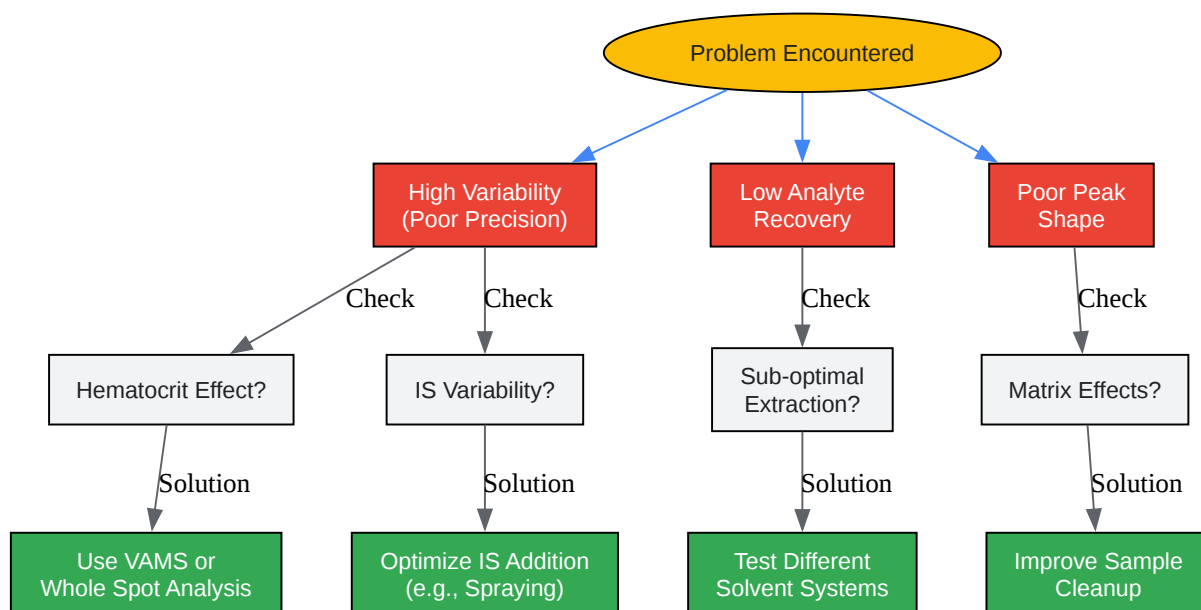 Problem Encountered
High Variability
(Poor Precision)
Low Analyte
Recovery
Poor Peak
Shape
Check
Check
Check
Check
Hematocrit Effect?
IS Variability?
Sub-optimal
Extraction?
Matrix Effects?
Solution
Solution
Solution
Solution
Use VAMS or
Whole Spot Analysis
Optimize IS Addition
(e.g., Spraying)
Test Different
Solvent Systems
Improve Sample
Cleanup